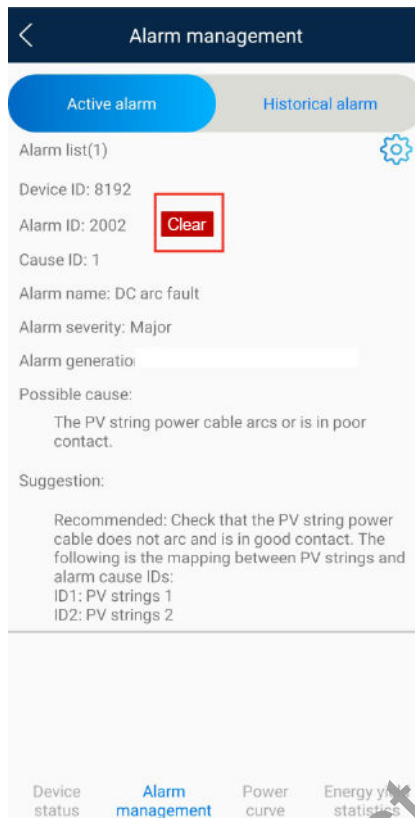 Alarm management
Active alarm
Historical alarm
Alarm list(1)
Device ID: 8192
Alarm ID: 2002
Clear
Cause ID: 1
Alarm name: DC arc fault
Alarm severity: Major
Alarm
Possible cause:
The PV string power cable arcs or is in poor
contact.
Suggestion:
Recommended: Check that the PV string power
cable does not arc and is in good contact. The
following is the mapping between PV strings and
alarm cause IDs:
ID1: PV strings 1
ID2: PV strings 2
Device
status
Alarm
management
Power
curve
Energy yield
statistics